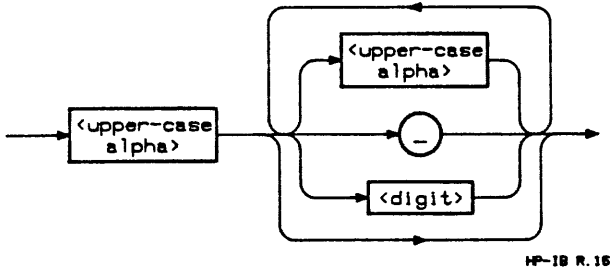 <upper-case
alpha>
<upper-case
alpha>
_
<digit>
HP-IB R.16